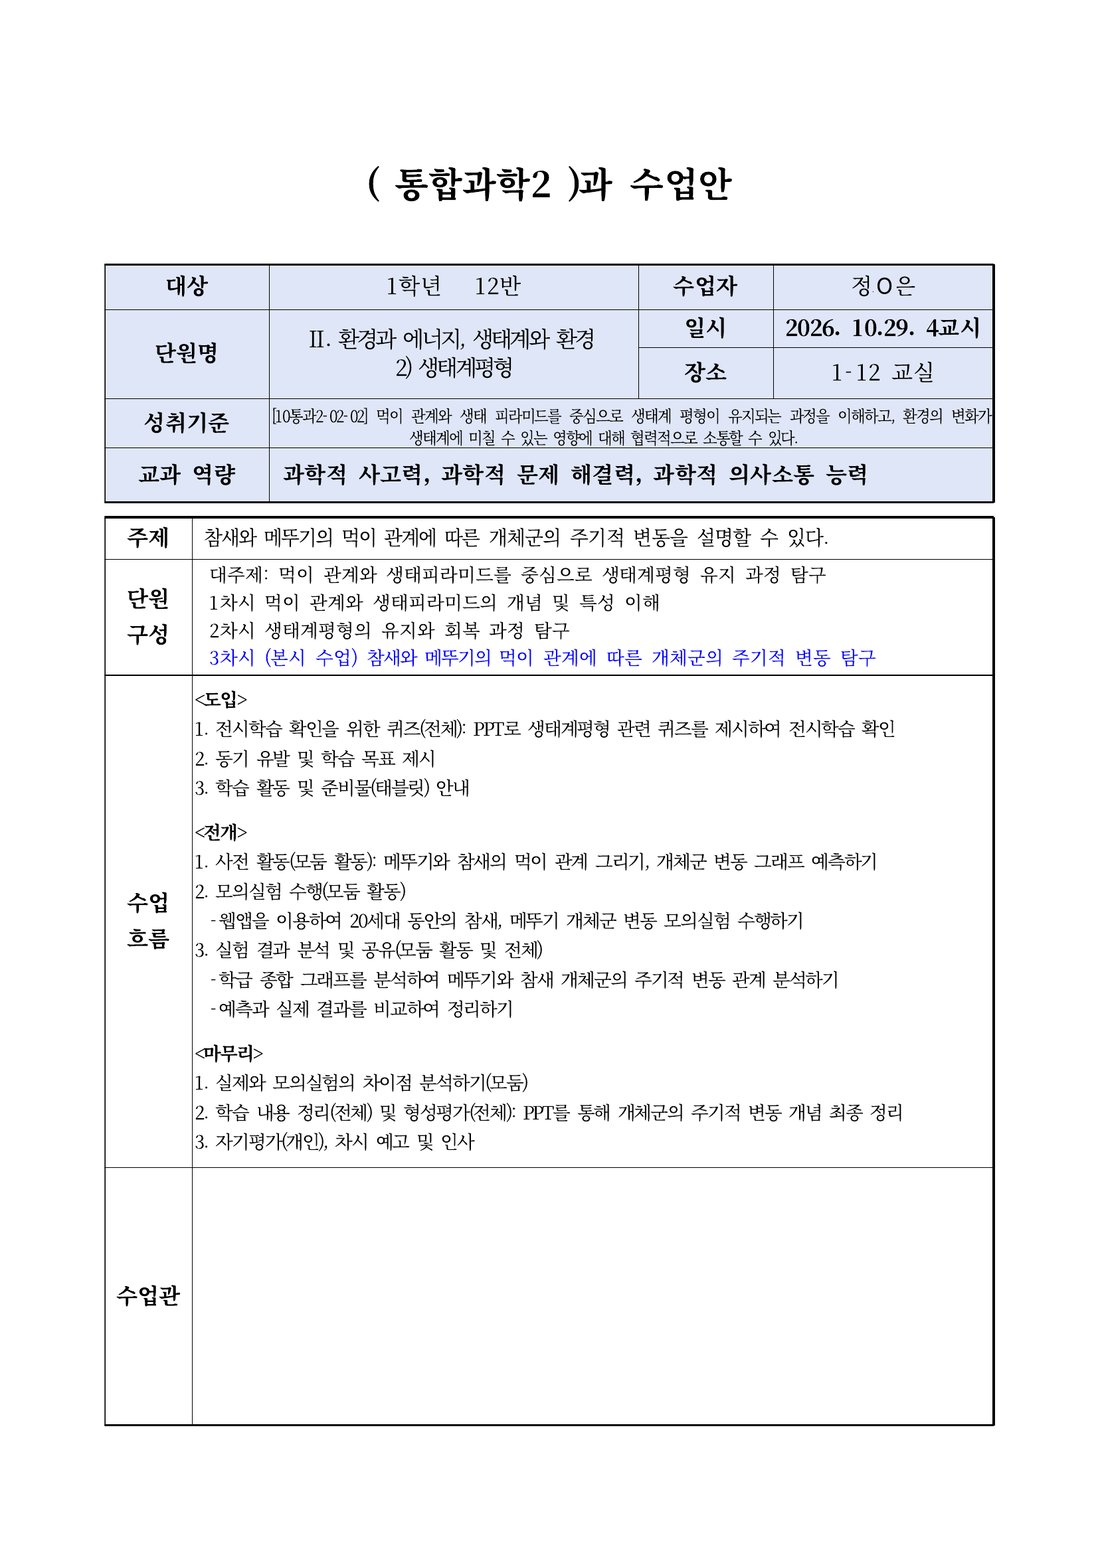 ( 통합과학2 )과 수업안
대상
1학년 12반
수업자
정O은
단원명
Ⅱ. 환경과 에너지, 생태계와 환경
2) 생태계평형
일시
2026. 10.29. 4교시
장소
1-12 교실
성취기준
[10통과2-02-02] 먹이 관계와 생태 피라미드를 중심으로 생태계 평형이 유지되는 과정을 이해하고, 환경의 변화가
생태계에 미칠 수 있는 영향에 대해 협력적으로 소통할 수 있다.
교과 역량
과학적 사고력, 과학적 문제 해결력, 과학적 의사소통 능력
주제
참새와 메뚜기의 먹이 관계에 따른 개체군의 주기적 변동을 설명할 수 있다.
단원
구성
대주제: 먹이 관계와 생태피라미드를 중심으로 생태계평형 유지 과정 탐구
1차시 먹이 관계와 생태피라미드의 개념 및 특성 이해
2차시 생태계평형의 유지와 회복 과정 탐구
3차시 (본시 수업) 참새와 메뚜기의 먹이 관계에 따른 개체군의 주기적 변동 탐구
수업
흐름
<도입>
1. 전시학습 확인을 위한 퀴즈(전체): PPT로 생태계평형 관련 퀴즈를 제시하여 전시학습 확인
2. 동기 유발 및 학습 목표 제시
3. 학습 활동 및 준비물(태블릿) 안내
<전개>
1. 사전 활동(모둠 활동): 메뚜기와 참새의 먹이 관계 그리기, 개체군 변동 그래프 예측하기
2. 모의실험 수행(모둠 활동)
-웹앱을 이용하여 20세대 동안의 참새, 메뚜기 개체군 변동 모의실험 수행하기
3. 실험 결과 분석 및 공유(모둠 활동 및 전체)
-학급 종합 그래프를 분석하여 메뚜기와 참새 개체군의 주기적 변동 관계 분석하기
-예측과 실제 결과를 비교하여 정리하기
<마무리>
1. 실제와 모의실험의 차이점 분석하기(모둠)
2. 학습 내용 정리(전체) 및 형성평가(전체): PPT를 통해 개체군의 주기적 변동 개념 최종 정리
3. 자기평가(개인), 차시 예고 및 인사
수업관